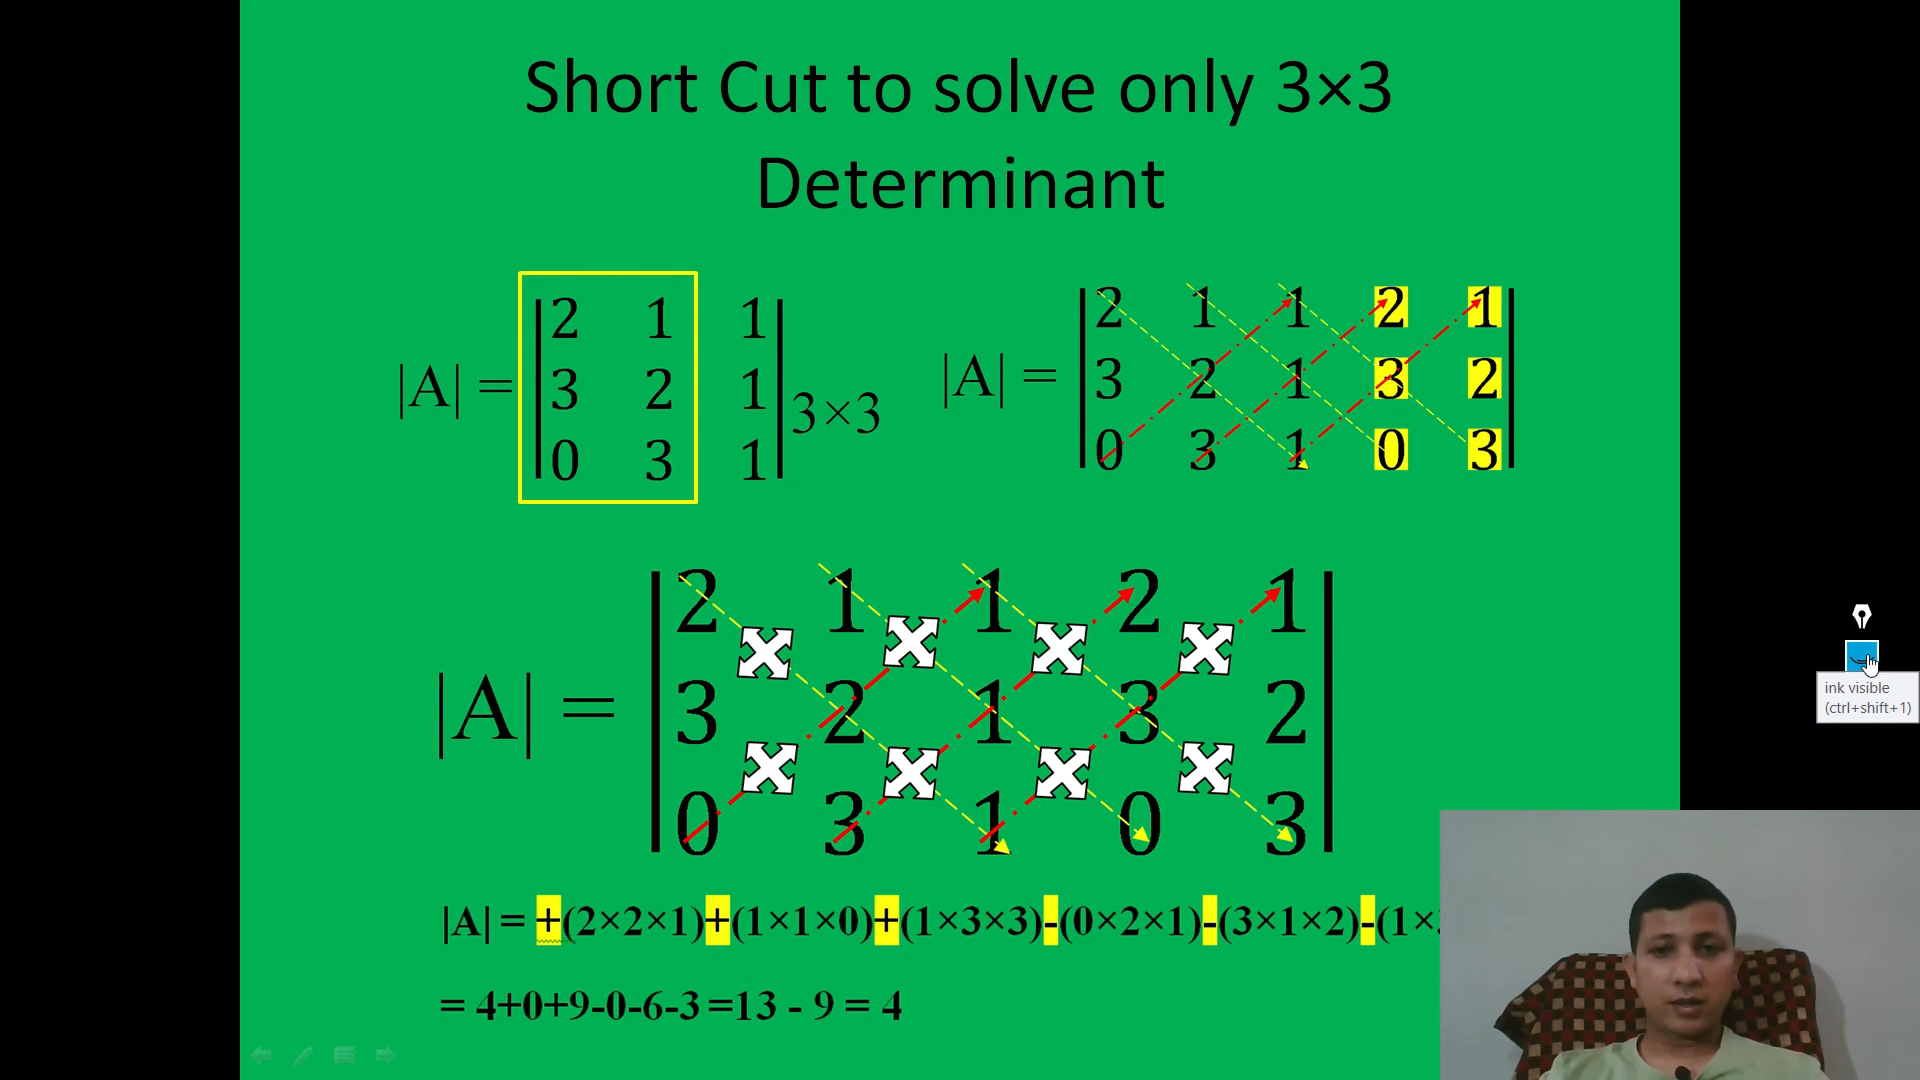 Short Cut to solve only 3×3
Determinant
|A| = |2 1 1|
|3 2 1|
|0 3 1| 3×3
|A| = |2 1 1 2 1|
|3 2 1 3 2|
|0 3 1 0 3|
|A| = |2 1 1 2 1|
|3 2 1 3 2|
|0 3 1 0 3|
|A| = +(2×2×1)+(1×1×0)+(1×3×3)-(0×2×1)-(3×1×2)-(1×
= 4+0+9-0-6-3 =13 - 9 = 4
ink visible
(ctrl+shift+1)